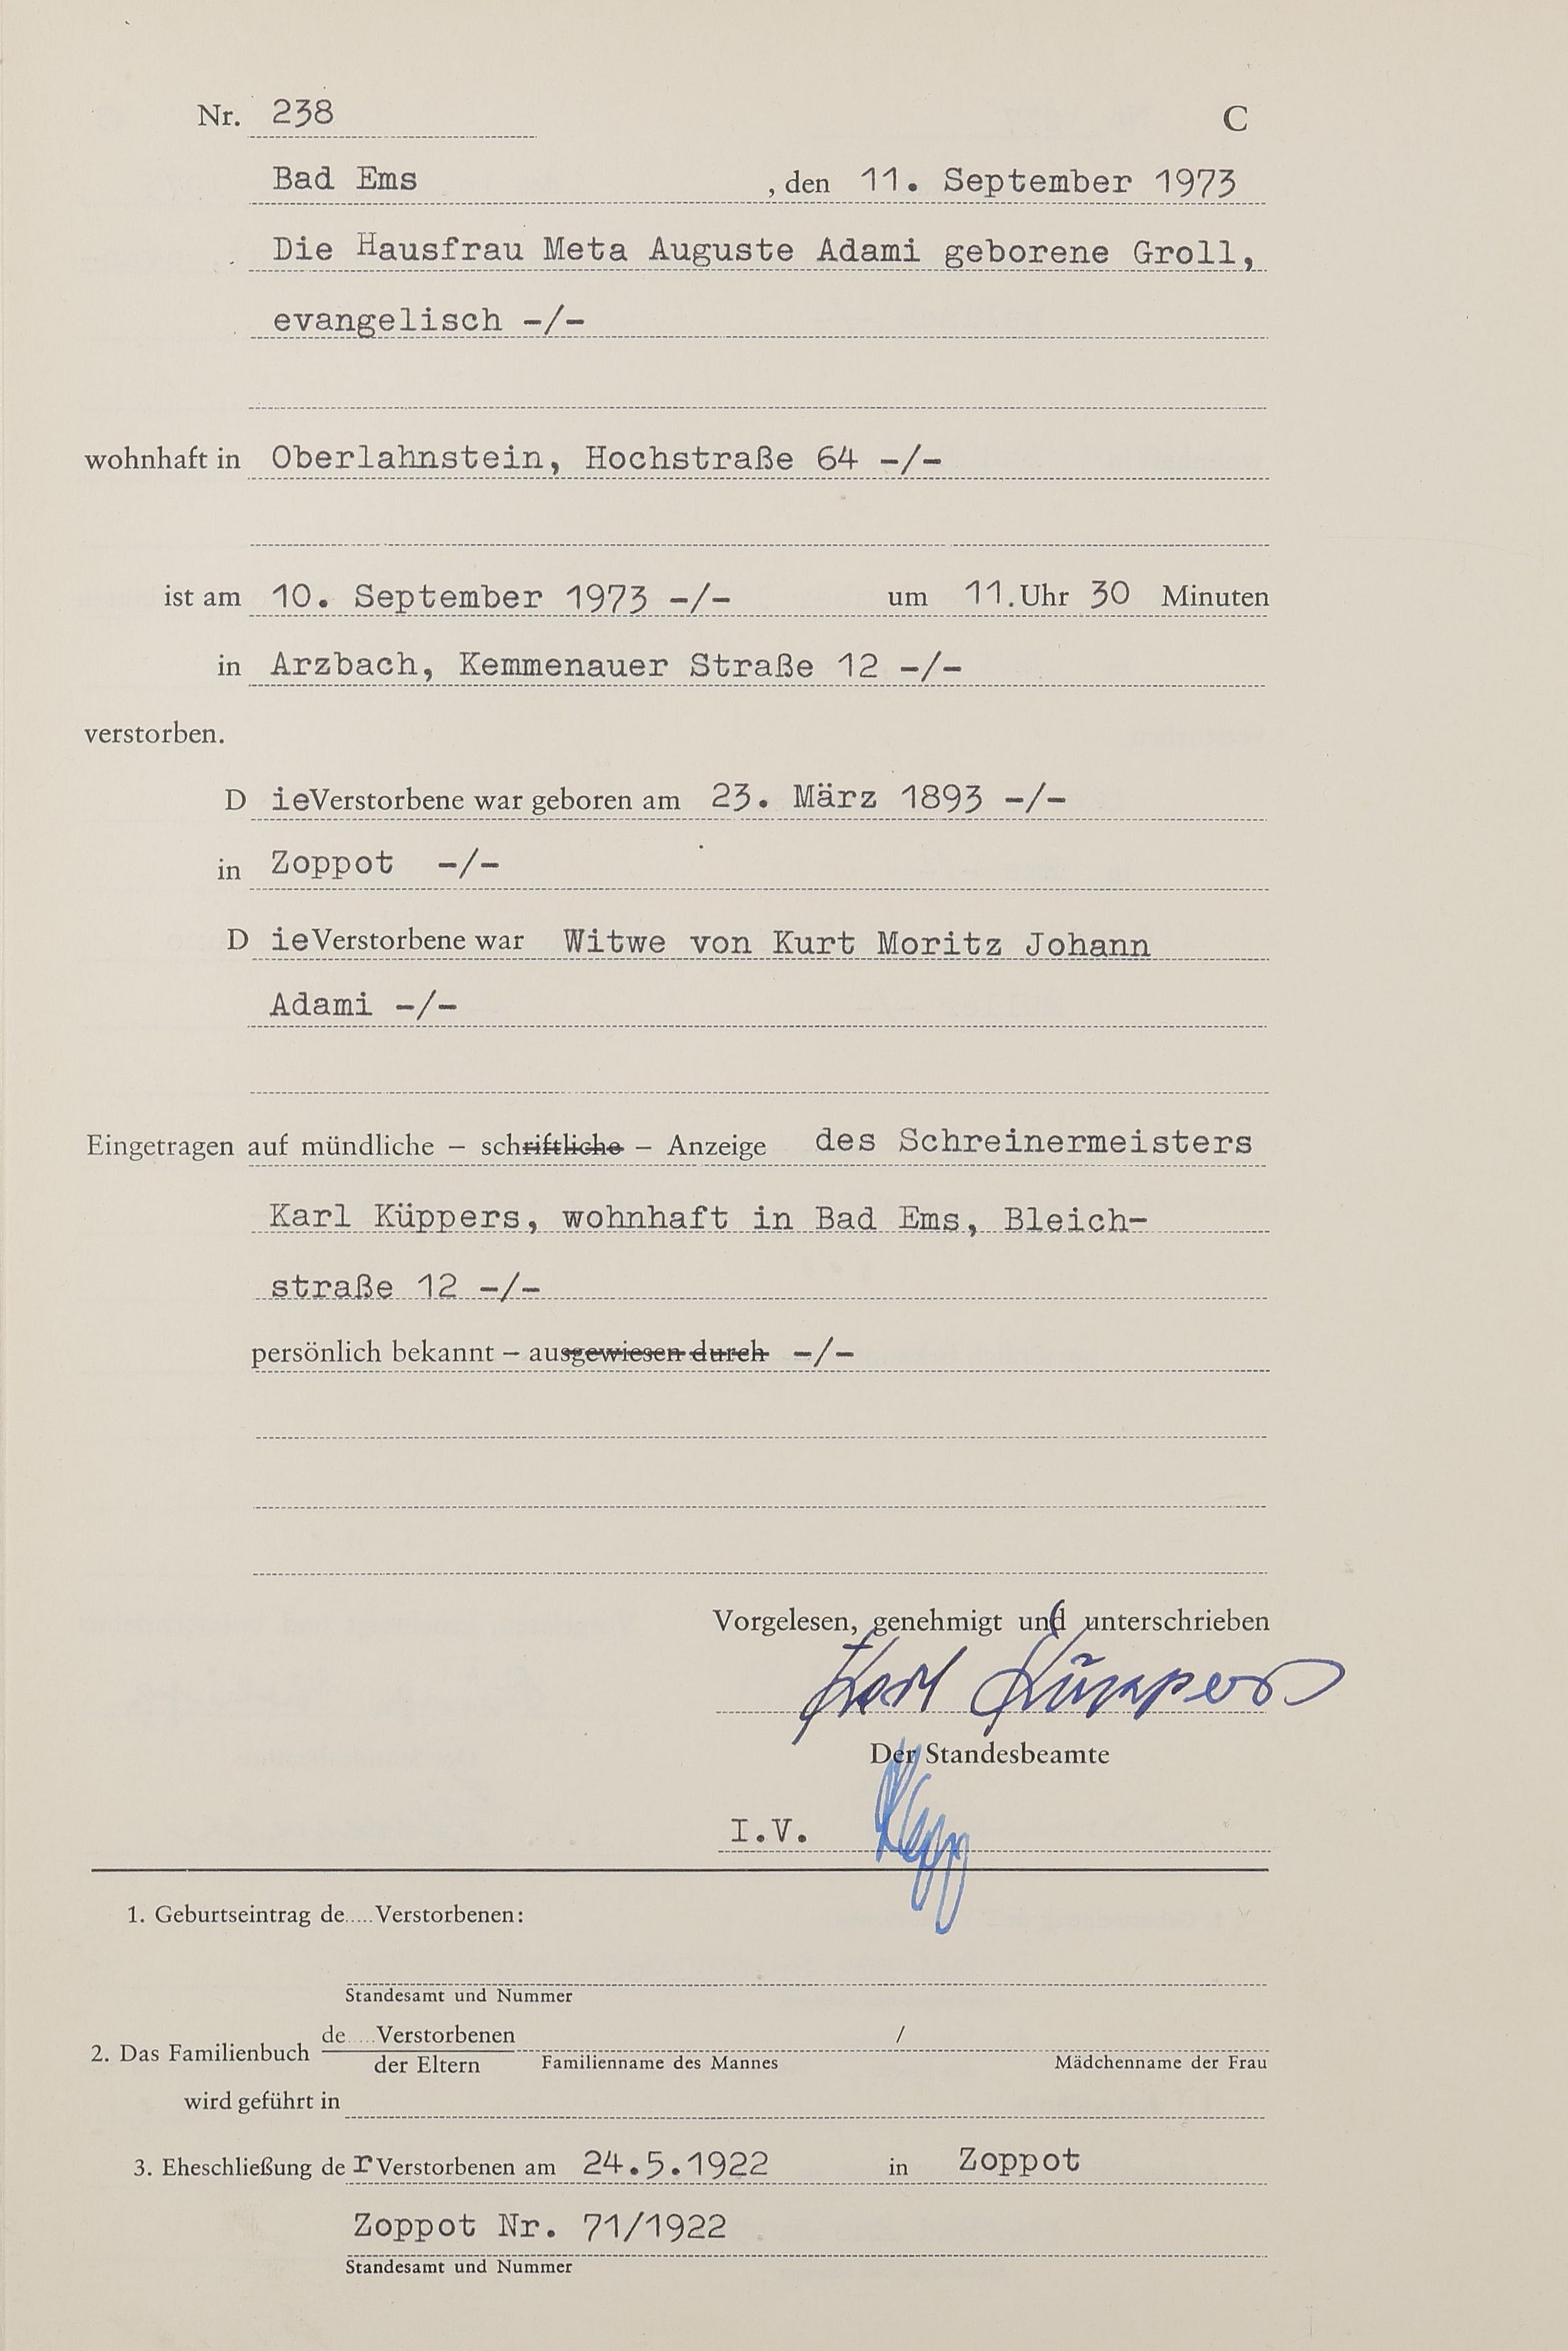 Nr. 238 C
Bad Ems , den 11. September 1973
Die Hausfrau Meta Auguste Adami geborene Groll,
evangelisch -/-
wohnhaft in Oberlahnstein, Hochstraße 64 -/-
ist am 10. September 1973 -/- um 11.Uhr 30 Minuten
in Arzbach, Kemmenauer Straße 12 -/-
verstorben.
D ieVerstorbene war geboren am 23. März 1893 -/-
in Zoppot -/-
D ieVerstorbene war Witwe von Kurt Moritz Johann
Adami -/-
Eingetragen auf mündliche – schriftliche – Anzeige des Schreinermeisters
Karl Küppers, wohnhaft in Bad Ems, Bleich-
straße 12 -/-
persönlich bekannt – ausgewiesen durch -/-
Vorgelesen, genehmigt und unterschrieben
Karl Küppers
Der Standesbeamte
I.V.
1. Geburtseintrag de.....Verstorbenen:
Standesamt und Nummer
2. Das Familienbuch de.....Verstorbenen /
der Eltern Familienname des Mannes Mädchenname der Frau
wird geführt in
3. Eheschließung de r Verstorbenen am 24.5.1922 in Zoppot
Zoppot Nr. 71/1922
Standesamt und Nummer